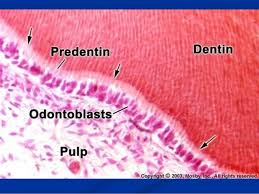 Predentin
Dentin
Odontoblasts
Pulp
Copyright © 2003, Mosby, Inc., All rights reserved.